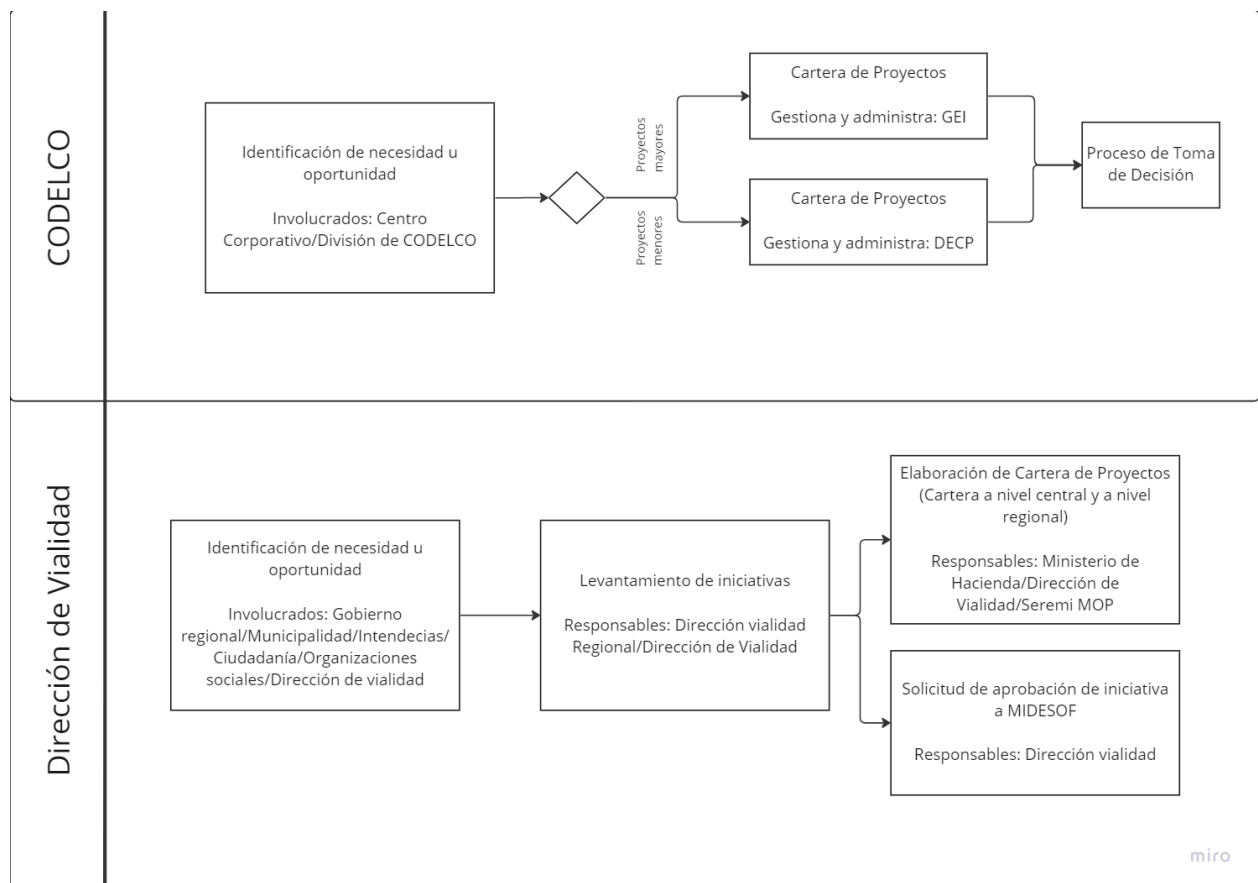 CODELCO
Identificación de necesidad u
oportunidad
Involucrados: Centro
Corporativo/División de CODELCO
Proyectos
mayores
Proyectos
menores
Cartera de Proyectos
Gestiona y administra: GEI
Cartera de Proyectos
Gestiona y administra: DECP
Proceso de Toma
de Decisión
Dirección de Vialidad
Identificación de necesidad u
oportunidad
Involucrados: Gobierno
regional/Municipalidad/Intendecias/
Ciudadanía/Organizaciones
sociales/Dirección de vialidad
Levantamiento de iniciativas
Responsables: Dirección vialidad
Regional/Dirección de Vialidad
Elaboración de Cartera de Proyectos
(Cartera a nivel central y a nivel
regional)
Responsables: Ministerio de
Hacienda/Dirección de
Vialidad/Seremi MOP
Solicitud de aprobación de iniciativa
a MIDESOF
Responsables: Dirección vialidad
miro